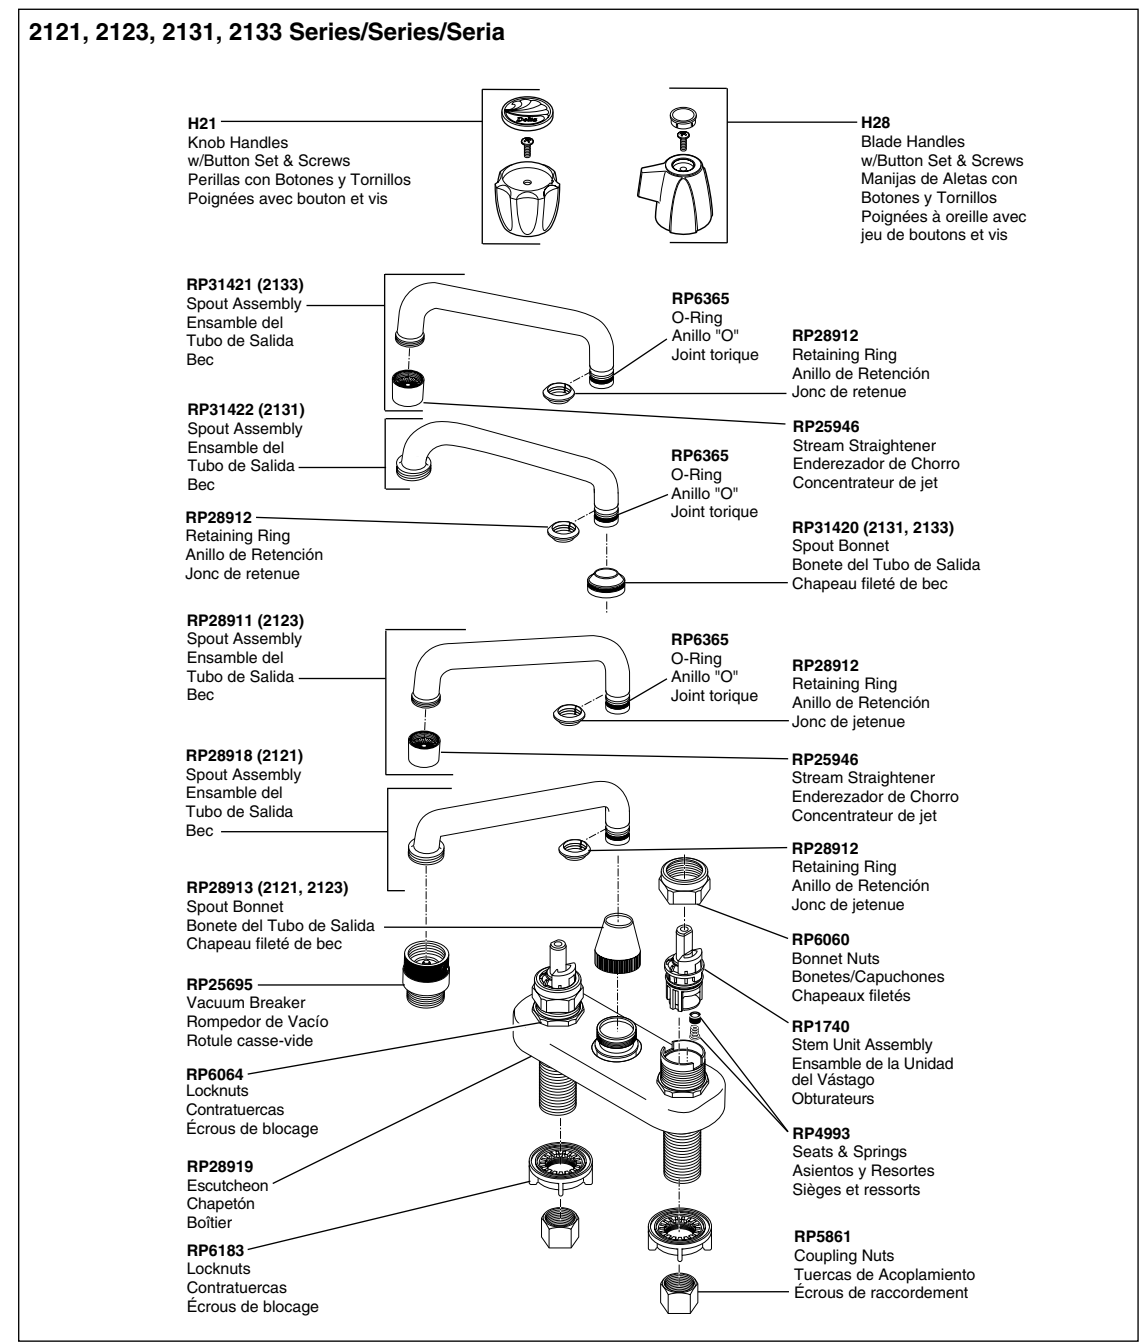 2121, 2123, 2131, 2133 Series/Series/Seria
H21
Knob Handles
w/Button Set & Screws
Perillas con Botones y Tornillos
Poignées avec bouton et vis
Delta
H28
Blade Handles
w/Button Set & Screws
Manijas de Aletas con
Botones y Tornillos
Poignées à oreille avec
jeu de boutons et vis
RP31421 (2133)
Spout Assembly
Ensamble del
Tubo de Salida
Bec
RP6365
O-Ring
Anillo "O"
Joint torique
RP28912
Retaining Ring
Anillo de Retención
Jonc de retenue
RP31422 (2131)
Spout Assembly
Ensamble del
Tubo de Salida
Bec
RP25946
Stream Straightener
Enderezador de Chorro
Concentrateur de jet
RP6365
O-Ring
Anillo "O"
Joint torique
RP28912
Retaining Ring
Anillo de Retención
Jonc de retenue
RP31420 (2131, 2133)
Spout Bonnet
Bonete del Tubo de Salida
Chapeau fileté de bec
RP28911 (2123)
Spout Assembly
Ensamble del
Tubo de Salida
Bec
RP6365
O-Ring
Anillo "O"
Joint torique
RP28912
Retaining Ring
Anillo de Retención
Jonc de jetenue
RP28918 (2121)
Spout Assembly
Ensamble del
Tubo de Salida
Bec
RP25946
Stream Straightener
Enderezador de Chorro
Concentrateur de jet
RP28912
Retaining Ring
Anillo de Retención
Jonc de jetenue
RP28913 (2121, 2123)
Spout Bonnet
Bonete del Tubo de Salida
Chapeau fileté de bec
RP6060
Bonnet Nuts
Bonetes/Capuchones
Chapeaux filetés
RP25695
Vacuum Breaker
Rompedor de Vacío
Rotule casse-vide
RP1740
Stem Unit Assembly
Ensamble de la Unidad
del Vástago
Obturateurs
RP6064
Locknuts
Contratuercas
Écrous de blocage
RP4993
Seats & Springs
Asientos y Resortes
Sièges et ressorts
RP28919
Escutcheon
Chapetón
Boîtier
RP6183
Locknuts
Contratuercas
Écrous de blocage
RP5861
Coupling Nuts
Tuercas de Acoplamiento
Écrous de raccordement